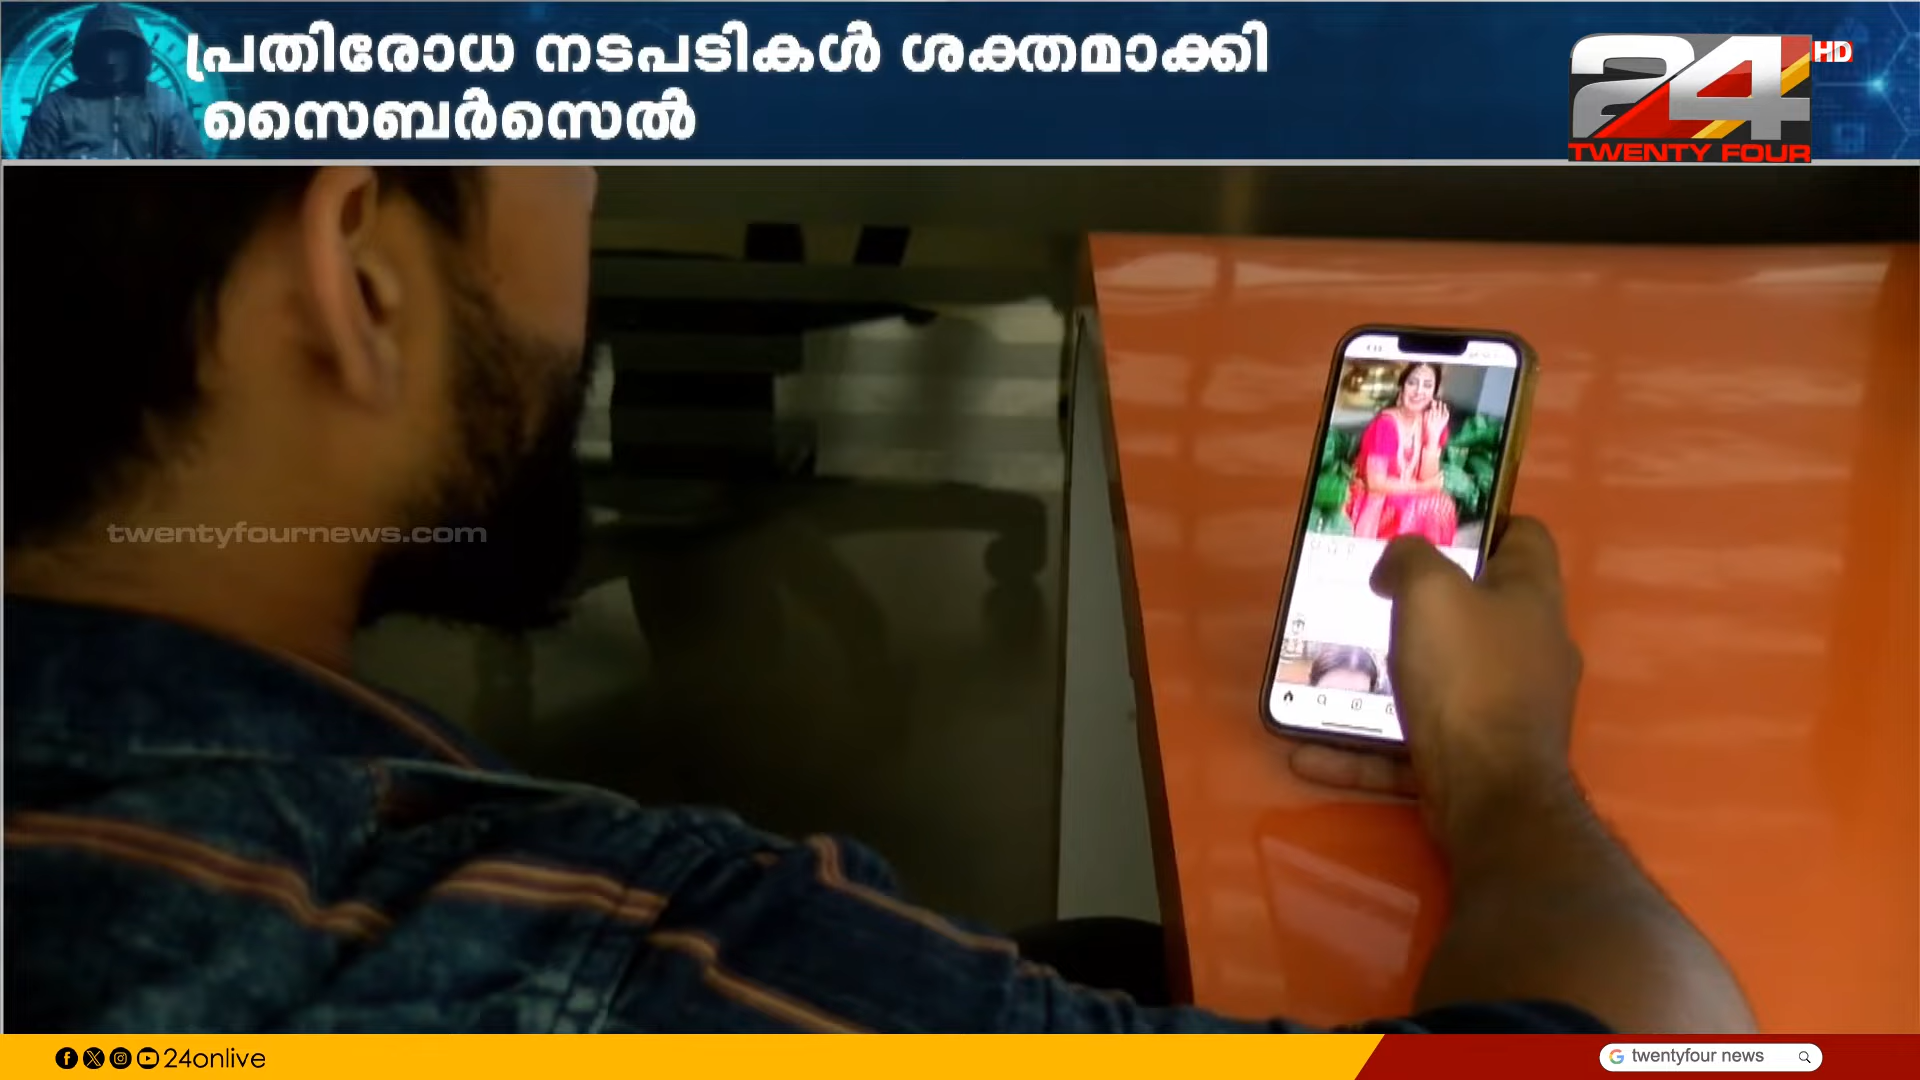 പ്രതിരോധ നടപടികൾ ശക്തമാക്കി
സൈബർസെൽ
24 HD
TWENTY FOUR
twentyfournews.com
24onlive
twentyfour news